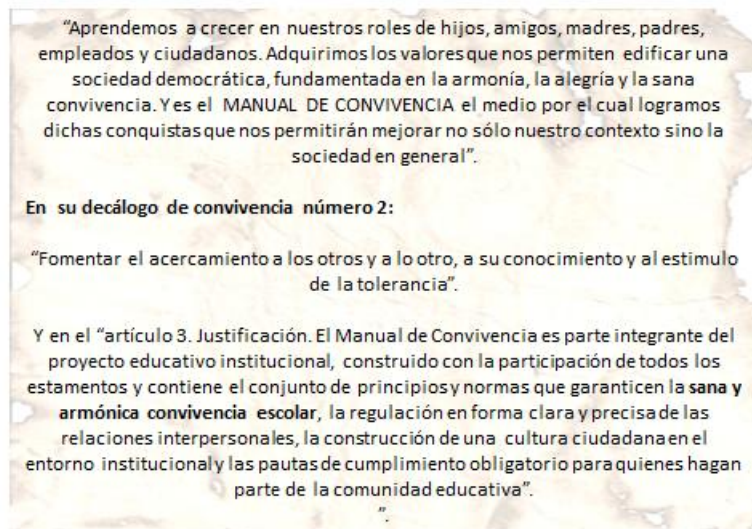 “Aprendemos a crecer en nuestros roles de hijos, amigos, madres, padres,
empleados y ciudadanos. Adquirimos los valores que nos permiten edificar una
sociedad democrática, fundamentada en la armonía, la alegría y la sana
convivencia. Y es el MANUAL DE CONVIVENCIA el medio por el cual logramos
dichas conquistas que nos permitirán mejorar no sólo nuestro contexto sino la
sociedad en general”.
En su decálogo de convivencia número 2:
“Fomentar el acercamiento a los otros y a lo otro, a su conocimiento y al estimulo
de la tolerancia”.
Y en el “artículo 3. Justificación. El Manual de Convivencia es parte integrante del
proyecto educativo institucional, construido con la participación de todos los
estamentos y contiene el conjunto de principios y normas que garanticen la sana y
armónica convivencia escolar, la regulación en forma clara y precisa de las
relaciones interpersonales, la construcción de una cultura ciudadana en el
entorno institucional y las pautas de cumplimiento obligatorio para quienes hagan
parte de la comunidad educativa”.
”.